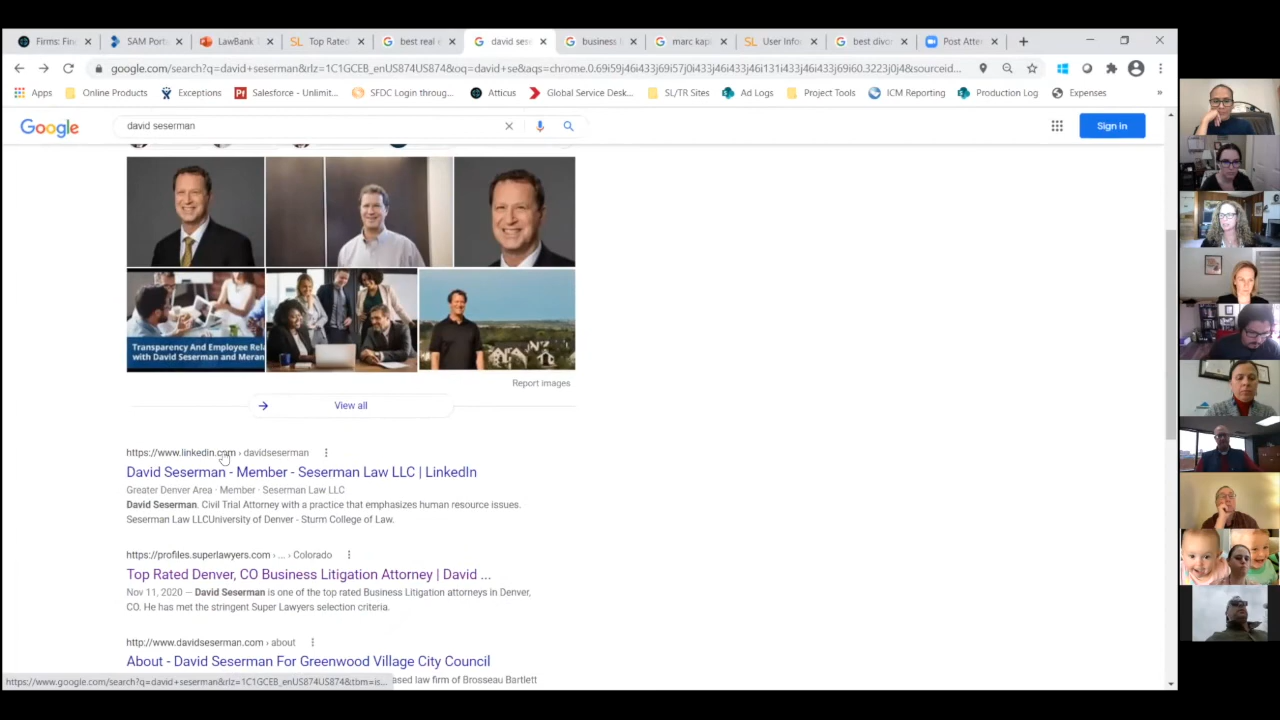 Firms: Fin
SAM Port
LawBank
Top Rated
best real e
david ses
business l
marc kap
User Info
best divor
Post Atte
google.com/search?q=david+seserman&rlz=1C1GCEB_enUS874US874&oq=david+se&aqs=chrome.0.69i59j46i433j69i57j0i433j46i433j46i131i433j46i433j69i60.3223j0j4&sourceid...
Apps
Online Products
Exceptions
Salesforce - Unlimit...
SFDC Login throug...
Atticus
Global Service Desk...
SL/TR Sites
Ad Logs
Project Tools
ICM Reporting
Production Log
Expenses
»
Google
david seserman
Sign in
Transparency And Employee Rel
with David Seserman and Meran
Report images
View all
https://www.linkedin.com › davidseserman
David Seserman - Member - Seserman Law LLC | LinkedIn
Greater Denver Area · Member · Seserman Law LLC
David Seserman. Civil Trial Attorney with a practice that emphasizes human resource issues.
Seserman Law LLCUniversity of Denver - Sturm College of Law.
https://profiles.superlawyers.com › ... › Colorado
Top Rated Denver, CO Business Litigation Attorney | David ...
Nov 11, 2020 — David Seserman is one of the top rated Business Litigation attorneys in Denver,
CO. He has met the stringent Super Lawyers selection criteria.
http://www.davidseserman.com › about
About - David Seserman For Greenwood Village City Council
ased law firm of Brosseau Bartlett
https://www.google.com/search?q=david+seserman&rlz=1C1GCEB_enUS874US874&tbm=is...